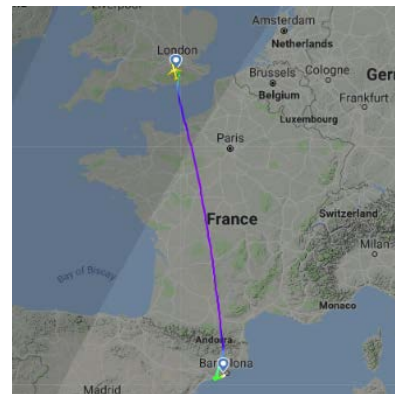 Liverpool
Amsterdam
Netherlands
London
Brussels
Cologne
Belgium
Frankfurt
Luxembourg
Paris
France
Switzerland
Milan
Bay of Biscay
Monaco
Andorra
Barcelona
Madrid